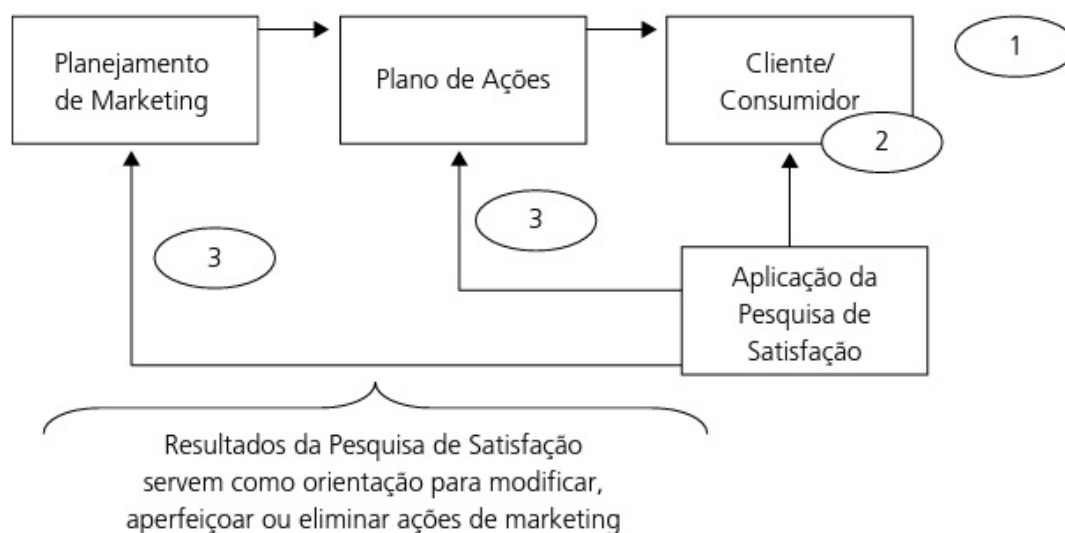 Planejamento
de Marketing
Plano de Ações
Cliente/
Consumidor
1
2
3
3
Aplicação da
Pesquisa de
Satisfação
Resultados da Pesquisa de Satisfação
servem como orientação para modificar,
aperfeiçoar ou eliminar ações de marketing